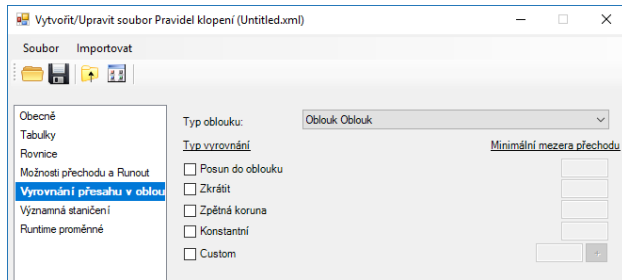 Vytvořit/Upravit soubor Pravidel klopení (Untitled.xml)
Soubor Importovat
Obecně
Tabulky
Rovnice
Možnosti přechodu a Runout
Vyrovnání přesahu v oblou
Významná staničení
Runtime proměnné
Typ oblouku: Oblouk Oblouk
Typ vyrovnání Minimální mezera přechodu
Posun do oblouku
Zkrátit
Zpětná koruna
Konstantní
Custom +